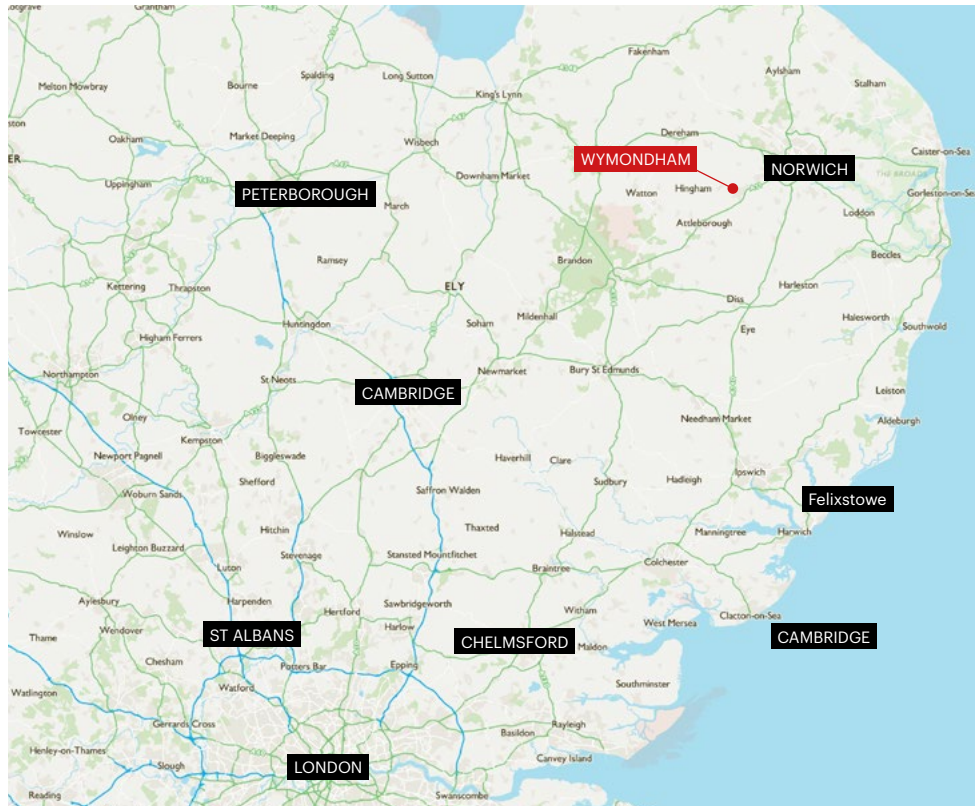 Grantham
Fakenham
Aylsham
Spalding
Long Sutton
Stalham
Melton Mowbray
Bourne
King's Lynn
ston
Oakham
Market Deeping
Wisbech
Dereham
Caister-on-Sea
ER
WYMONDHAM
NORWICH
THE BROADS
Uppingham
PETERBOROUGH
Downham Market
Watton
Hingham
Gorleston-on-Se
March
Attleborough
Loddon
Ramsey
Brandon
Beccles
Kettering
Thrapston
ELY
Harleston
Diss
Huntingdon
Soham
Mildenhall
Eye
Halesworth
Southwold
Higham Ferrers
Northampton
St Neots
Newmarket
Bury St Edmunds
CAMBRIDGE
Leiston
Olney
Needham Market
Aldeburgh
Towcester
Kempston
Newport Pagnell
Biggleswade
Haverhill
Clare
Ipswich
Shefford
Saffron Walden
Sudbury
Hadleigh
Woburn Sands
Felixstowe
Winslow
Hitchin
Thaxted
Halstead
Manningtree
Harwich
Leighton Buzzard
Stevenage
Stansted Mountfitchet
Luton
Braintree
Colchester
Aylesbury
Harpenden
Hertford
Sawbridgeworth
Witham
West Mersea
Clacton-on-Sea
Thame
Wendover
ST ALBANS
Harlow
CHELMSFORD
Maldon
CAMBRIDGE
Chesham
Potters Bar
Epping
Watlington
Watford
Southminster
Gerrards Cross
Rayleigh
Basildon
Henley-on-Thames
Slough
LONDON
Canvey Island
Reading
Swanscombe